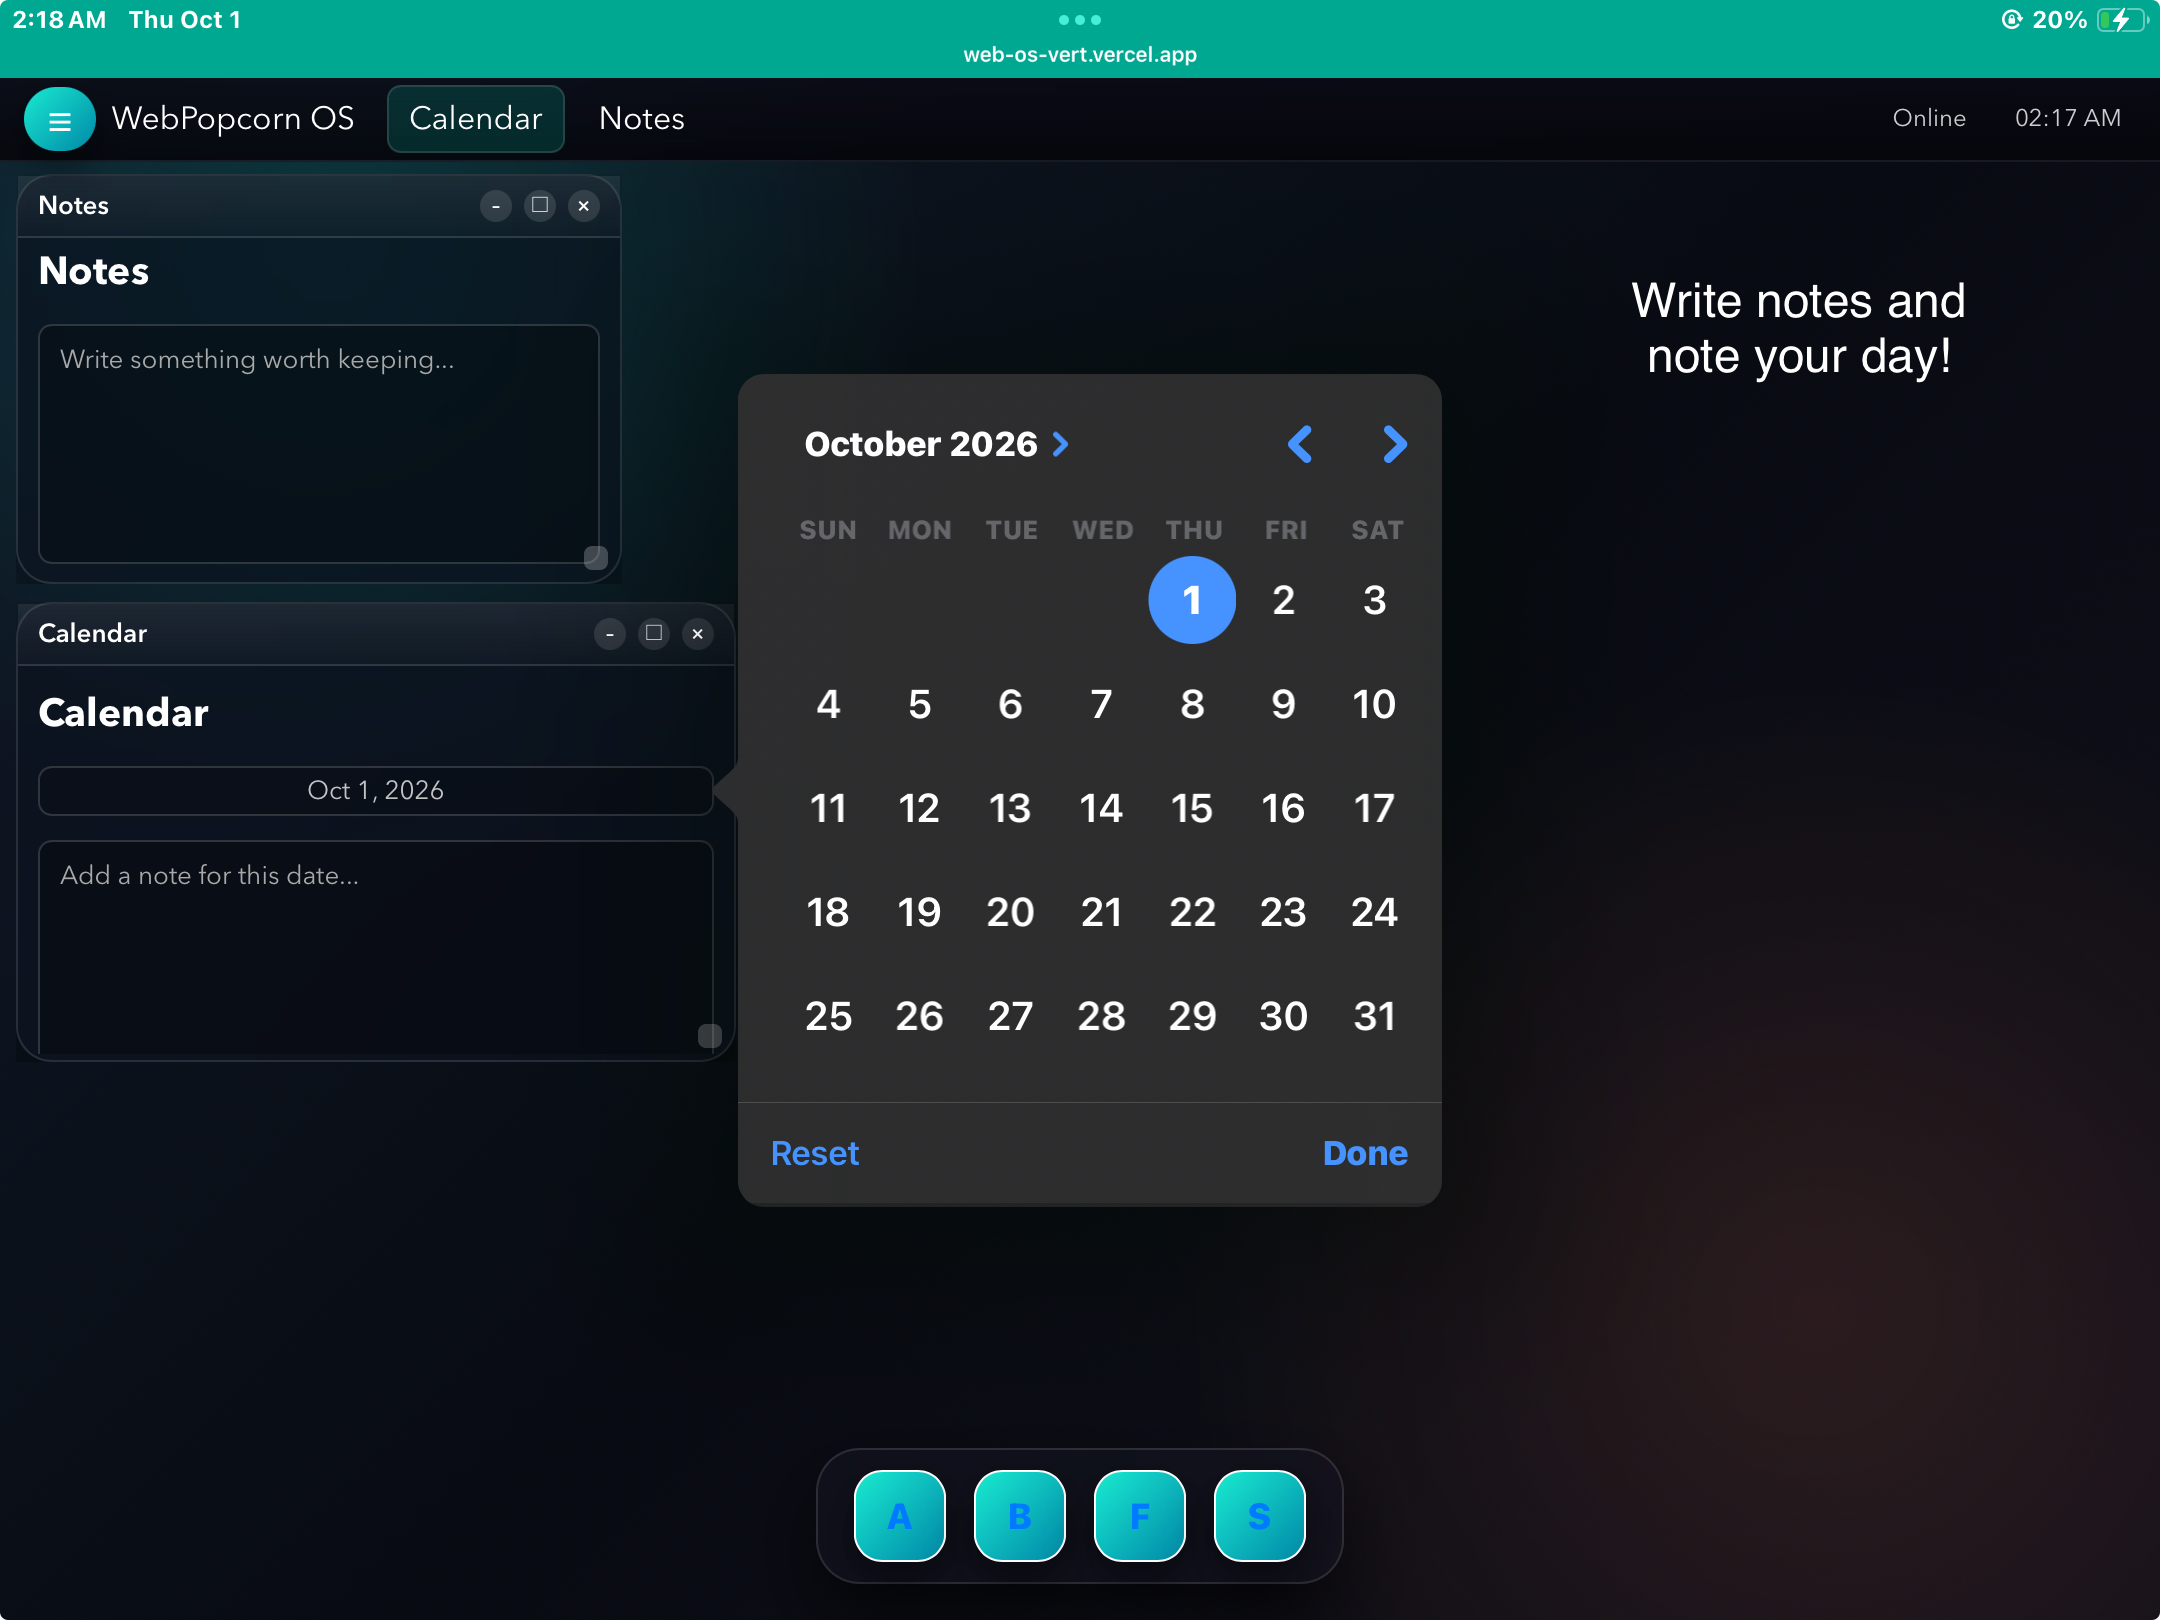 2:18 AM Thu Oct 1
20%
web-os-vert.vercel.app
WebPopcorn OS Calendar Notes Online 02:17 AM
Notes
Notes
Write something worth keeping...
Write notes and
note your day!
Calendar
Calendar
Oct 1, 2026
Add a note for this date...
October 2026
SUN MON TUE WED THU FRI SAT
1 2 3
4 5 6 7 8 9 10
11 12 13 14 15 16 17
18 19 20 21 22 23 24
25 26 27 28 29 30 31
Reset Done
A B F S